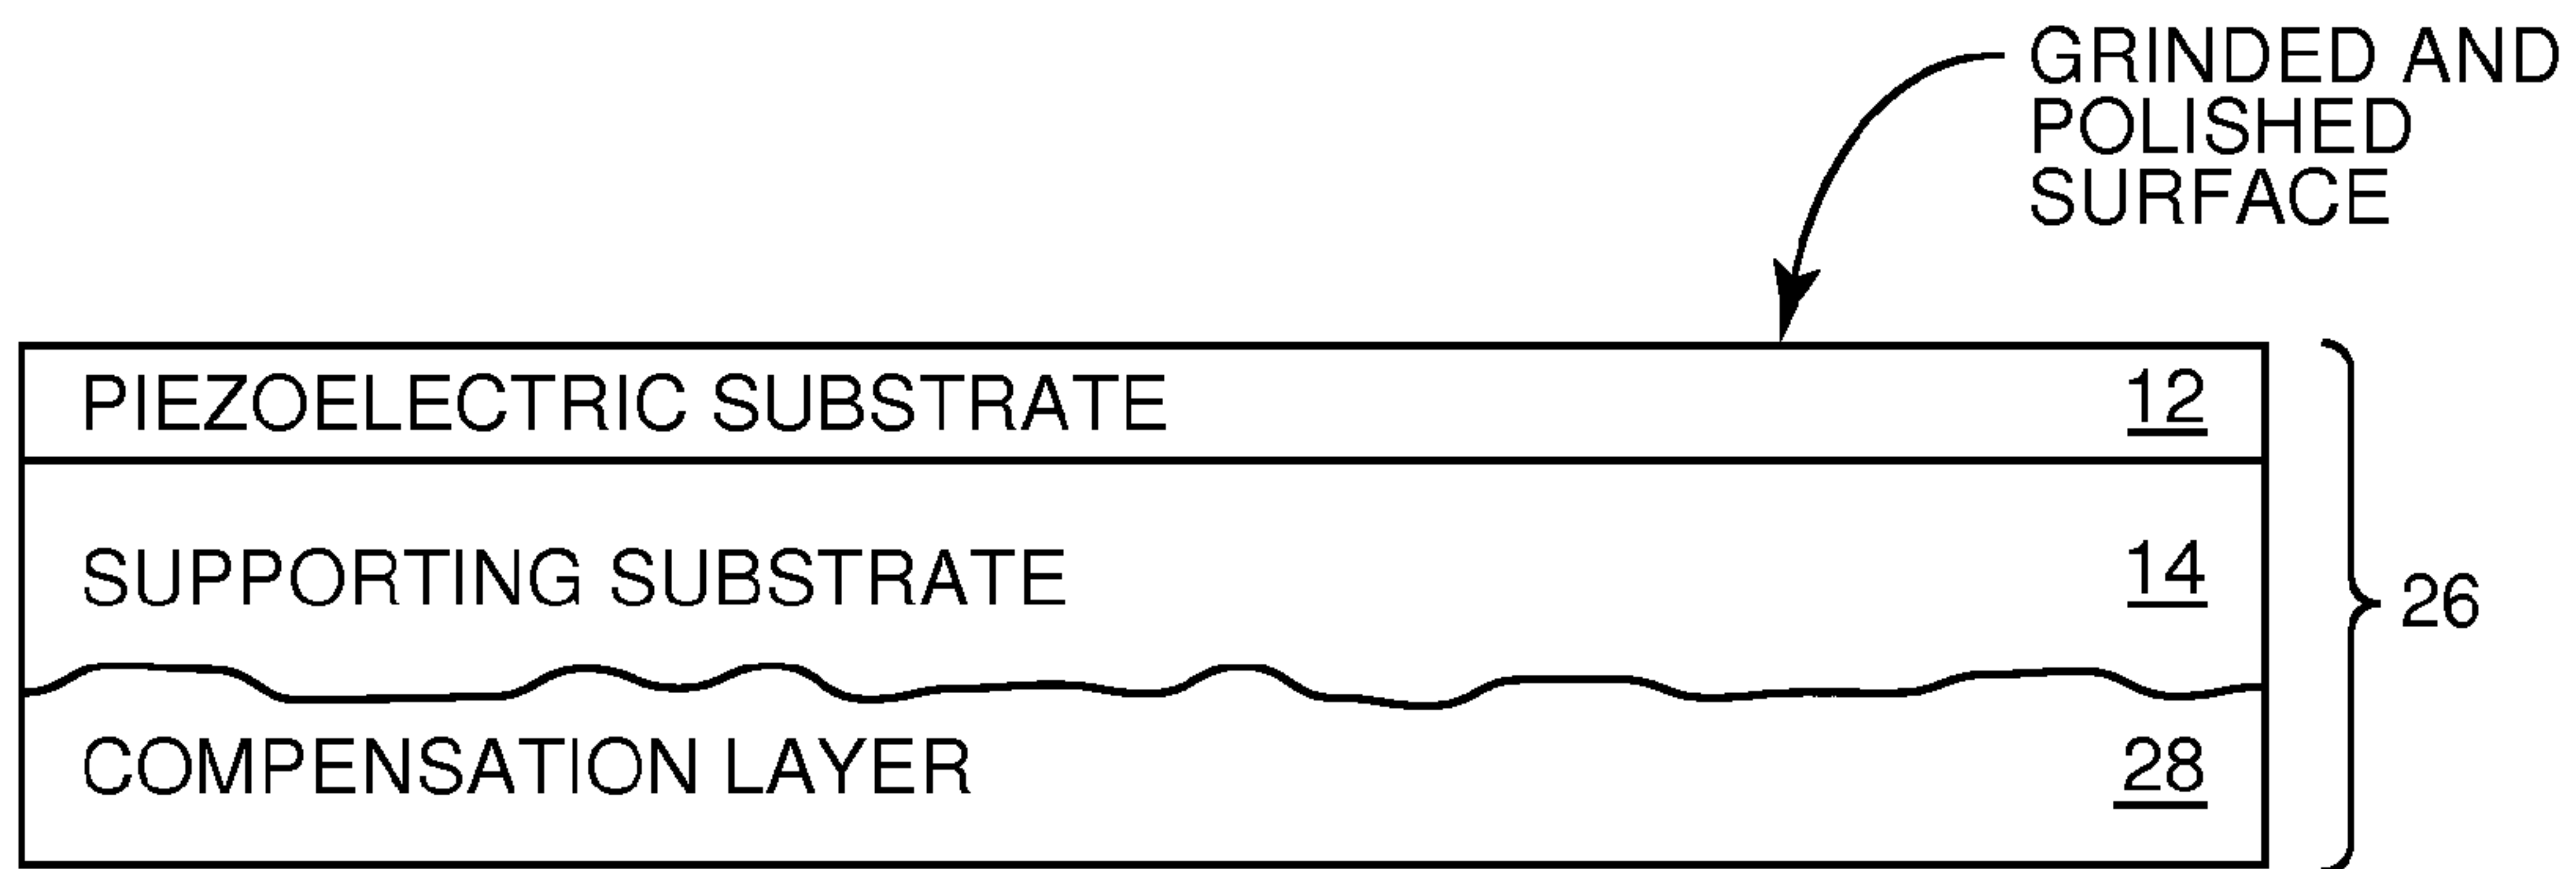 GRINDED AND
POLISHED
SURFACE
PIEZOELECTRIC SUBSTRATE 12
SUPPORTING SUBSTRATE 14
26
COMPENSATION LAYER 28